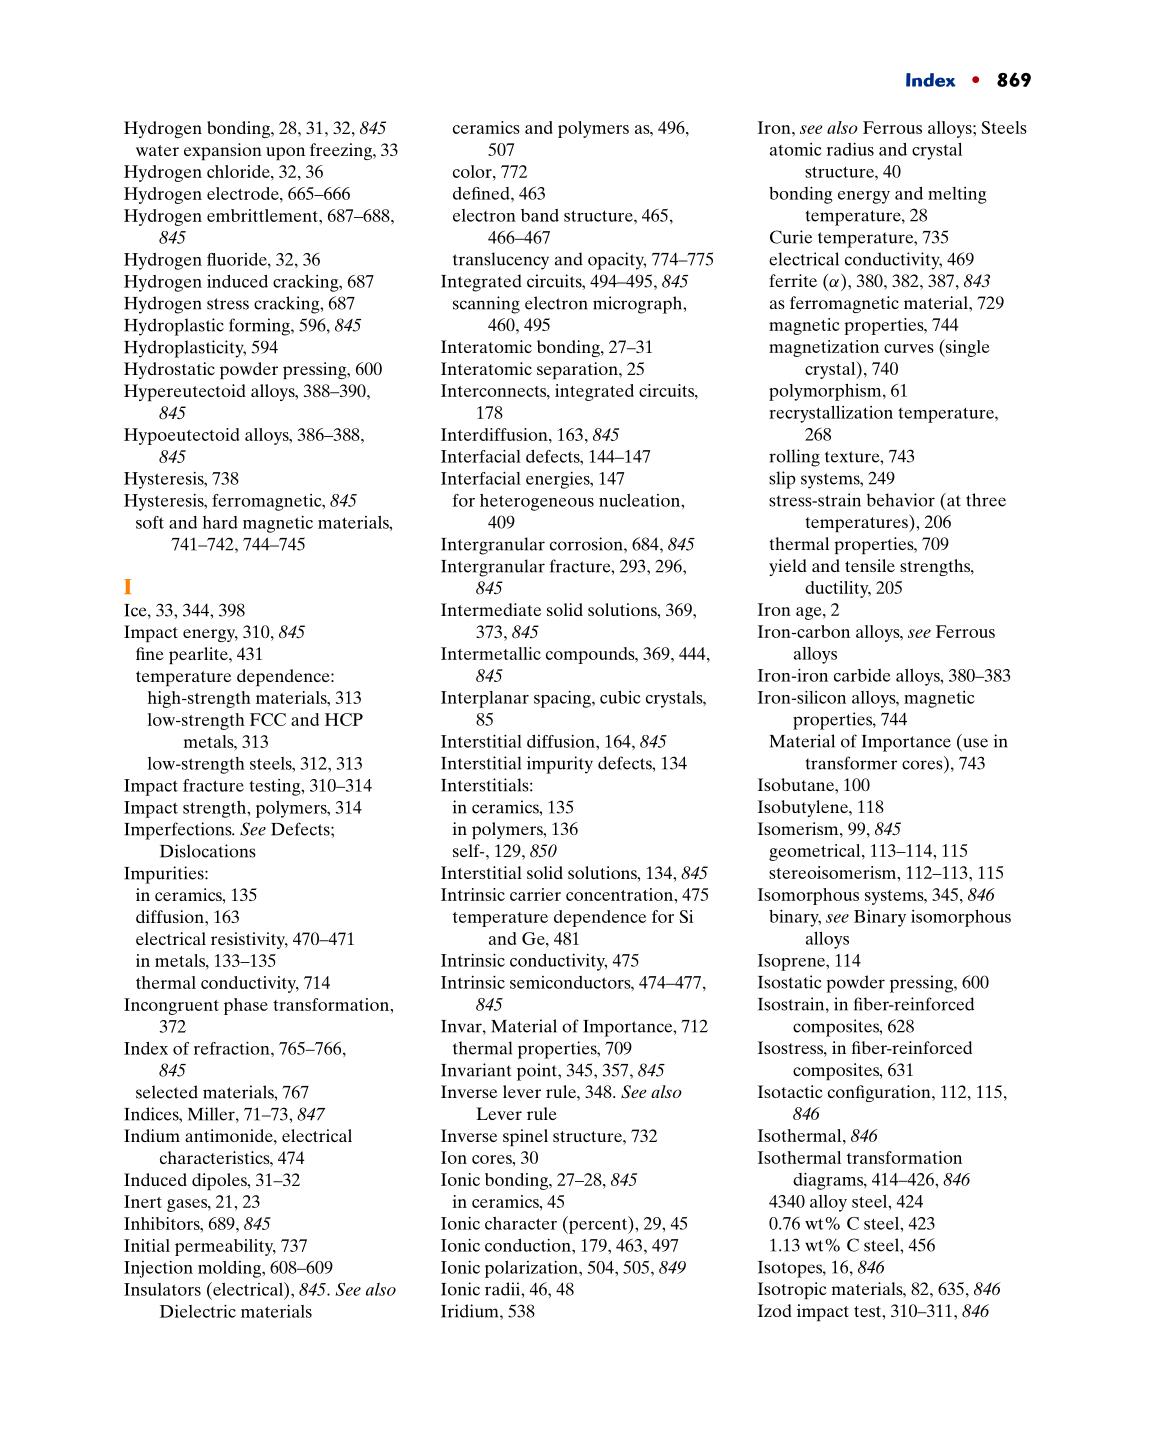 Index • 869
Hydrogen bonding, 28, 31, 32, 845
water expansion upon freezing, 33
Hydrogen chloride, 32, 36
Hydrogen electrode, 665–666
Hydrogen embrittlement, 687–688,
845
Hydrogen fluoride, 32, 36
Hydrogen induced cracking, 687
Hydrogen stress cracking, 687
Hydroplastic forming, 596, 845
Hydroplasticity, 594
Hydrostatic powder pressing, 600
Hypereutectoid alloys, 388–390,
845
Hypoeutectoid alloys, 386–388,
845
Hysteresis, 738
Hysteresis, ferromagnetic, 845
soft and hard magnetic materials,
741–742, 744–745
I
Ice, 33, 344, 398
Impact energy, 310, 845
fine pearlite, 431
temperature dependence:
high-strength materials, 313
low-strength FCC and HCP
metals, 313
low-strength steels, 312, 313
Impact fracture testing, 310–314
Impact strength, polymers, 314
Imperfections. See Defects;
Dislocations
Impurities:
in ceramics, 135
diffusion, 163
electrical resistivity, 470–471
in metals, 133–135
thermal conductivity, 714
Incongruent phase transformation,
372
Index of refraction, 765–766,
845
selected materials, 767
Indices, Miller, 71–73, 847
Indium antimonide, electrical
characteristics, 474
Induced dipoles, 31–32
Inert gases, 21, 23
Inhibitors, 689, 845
Initial permeability, 737
Injection molding, 608–609
Insulators (electrical), 845. See also
Dielectric materials
ceramics and polymers as, 496,
507
color, 772
defined, 463
electron band structure, 465,
466–467
translucency and opacity, 774–775
Integrated circuits, 494–495, 845
scanning electron micrograph,
460, 495
Interatomic bonding, 27–31
Interatomic separation, 25
Interconnects, integrated circuits,
178
Interdiffusion, 163, 845
Interfacial defects, 144–147
Interfacial energies, 147
for heterogeneous nucleation,
409
Intergranular corrosion, 684, 845
Intergranular fracture, 293, 296,
845
Intermediate solid solutions, 369,
373, 845
Intermetallic compounds, 369, 444,
845
Interplanar spacing, cubic crystals,
85
Interstitial diffusion, 164, 845
Interstitial impurity defects, 134
Interstitials:
in ceramics, 135
in polymers, 136
self-, 129, 850
Interstitial solid solutions, 134, 845
Intrinsic carrier concentration, 475
temperature dependence for Si
and Ge, 481
Intrinsic conductivity, 475
Intrinsic semiconductors, 474–477,
845
Invar, Material of Importance, 712
thermal properties, 709
Invariant point, 345, 357, 845
Inverse lever rule, 348. See also
Lever rule
Inverse spinel structure, 732
Ion cores, 30
Ionic bonding, 27–28, 845
in ceramics, 45
Ionic character (percent), 29, 45
Ionic conduction, 179, 463, 497
Ionic polarization, 504, 505, 849
Ionic radii, 46, 48
Iridium, 538
Iron, see also Ferrous alloys; Steels
atomic radius and crystal
structure, 40
bonding energy and melting
temperature, 28
Curie temperature, 735
electrical conductivity, 469
ferrite (α), 380, 382, 387, 843
as ferromagnetic material, 729
magnetic properties, 744
magnetization curves (single
crystal), 740
polymorphism, 61
recrystallization temperature,
268
rolling texture, 743
slip systems, 249
stress-strain behavior (at three
temperatures), 206
thermal properties, 709
yield and tensile strengths,
ductility, 205
Iron age, 2
Iron-carbon alloys, see Ferrous
alloys
Iron-iron carbide alloys, 380–383
Iron-silicon alloys, magnetic
properties, 744
Material of Importance (use in
transformer cores), 743
Isobutane, 100
Isobutylene, 118
Isomerism, 99, 845
geometrical, 113–114, 115
stereoisomerism, 112–113, 115
Isomorphous systems, 345, 846
binary, see Binary isomorphous
alloys
Isoprene, 114
Isostatic powder pressing, 600
Isostrain, in fiber-reinforced
composites, 628
Isostress, in fiber-reinforced
composites, 631
Isotactic configuration, 112, 115,
846
Isothermal, 846
Isothermal transformation
diagrams, 414–426, 846
4340 alloy steel, 424
0.76 wt% C steel, 423
1.13 wt% C steel, 456
Isotopes, 16, 846
Isotropic materials, 82, 635, 846
Izod impact test, 310–311, 846